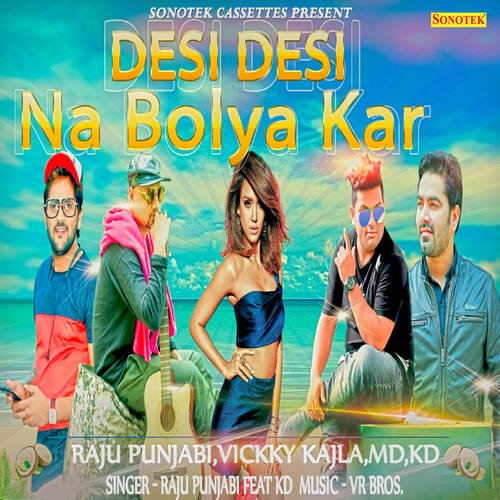 SONOTEK CASSETTES PRESENT
SONOTEK
DESI DESI
Na Bolya Kar
RAJU PUNJABI,VICKKY KAJLA,MD,KD
SINGER - RAJU PUNJABI FEAT KD MUSIC - VR BROS.